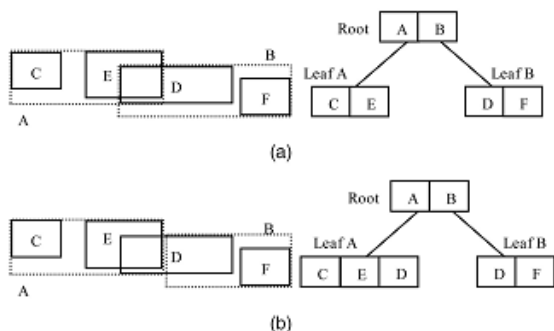 Root A B
B
C E D F
Leaf A Leaf B
C E D F
A
(a)
Root A B
B
C E D F
Leaf A Leaf B
C E D D F
A
(b)